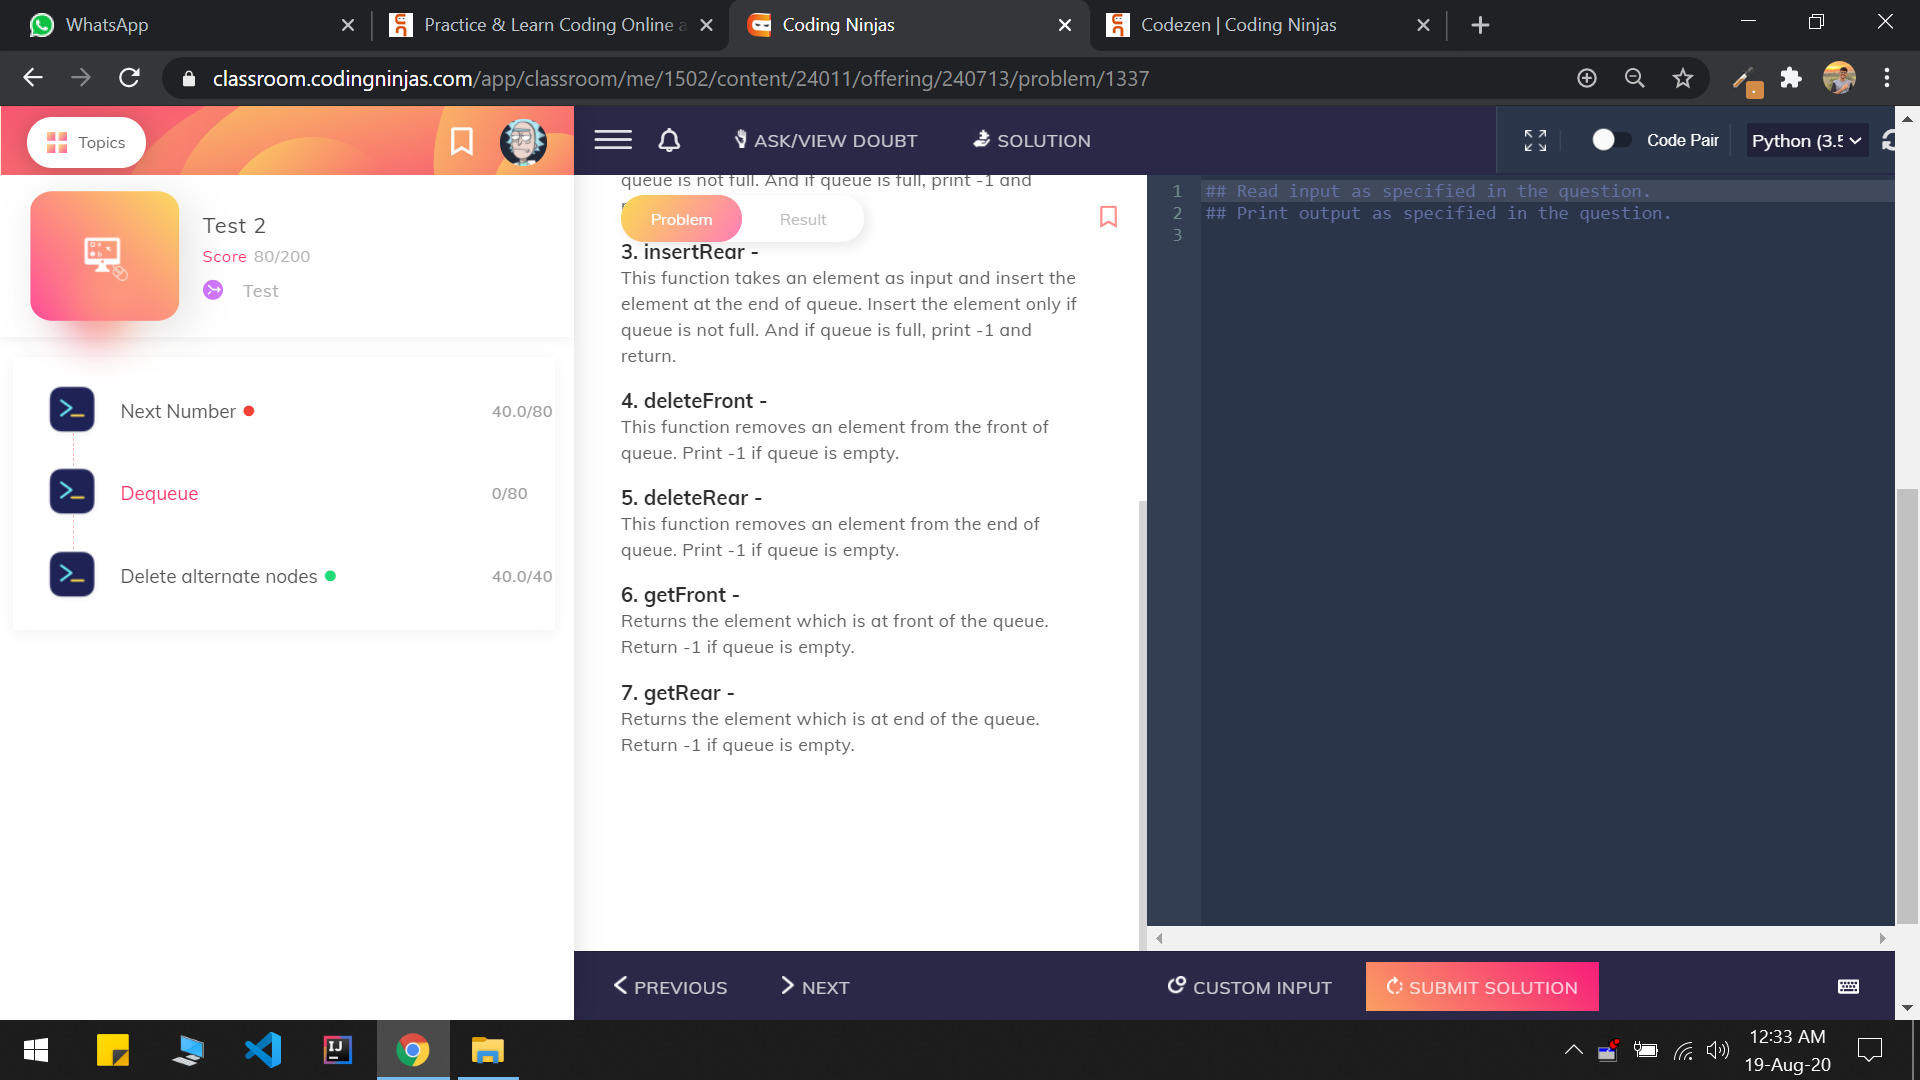 WhatsApp
Practice & Learn Coding Online a
Coding Ninjas
Codezen | Coding Ninjas
classroom.codingninjas.com/app/classroom/me/1502/content/24011/offering/240713/problem/1337
Topics
ASK/VIEW DOUBT
SOLUTION
Code Pair
Python (3.5
Test 2
Score 80/200
Test
Next Number
40.0/80
Dequeue
0/80
Delete alternate nodes
40.0/40
queue is not full. And if queue is full, print -1 and
Problem
Result
3. insertRear -
This function takes an element as input and insert the
element at the end of queue. Insert the element only if
queue is not full. And if queue is full, print -1 and
return.
4. deleteFront -
This function removes an element from the front of
queue. Print -1 if queue is empty.
5. deleteRear -
This function removes an element from the end of
queue. Print -1 if queue is empty.
6. getFront -
Returns the element which is at front of the queue.
Return -1 if queue is empty.
7. getRear -
Returns the element which is at end of the queue.
Return -1 if queue is empty.
1 ## Read input as specified in the question.
2 ## Print output as specified in the question.
3
PREVIOUS
NEXT
CUSTOM INPUT
SUBMIT SOLUTION
IJ
12:33 AM
19-Aug-20